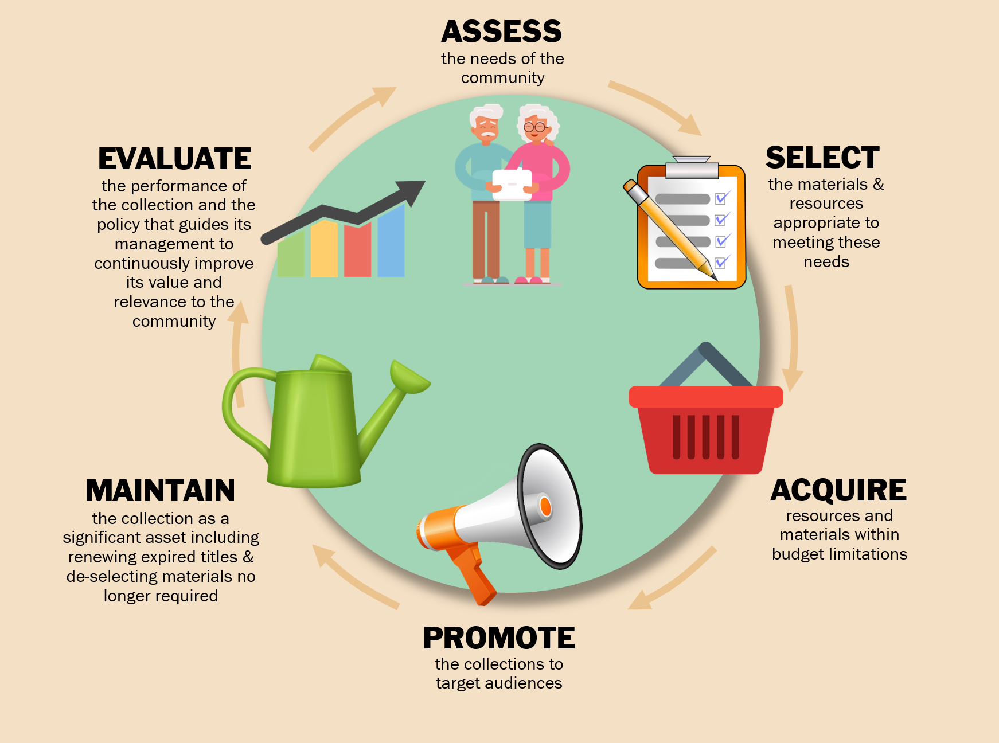 ASSESS
the needs of the
community
SELECT
the materials &
resources
appropriate to
meeting these
needs
ACQUIRE
resources and
materials within
budget limitations
PROMOTE
the collections to
target audiences
MAINTAIN
the collection as a
significant asset including
renewing expired titles &
de-selecting materials no
longer required
EVALUATE
the performance of
the collection and the
policy that guides its
management to
continuously improve
its value and
relevance to the
community